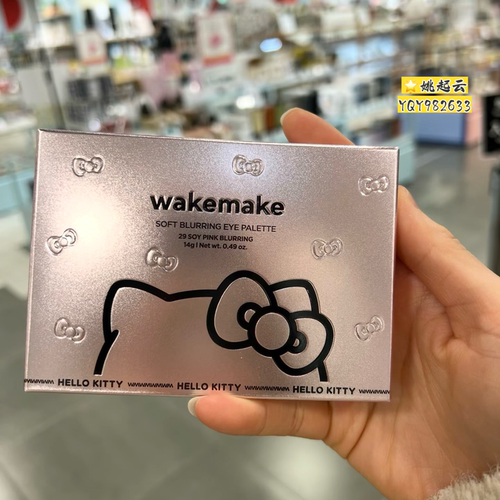 姚起云
YQY982633
wakemake
SOFT BLURRING EYE PALETTE
29 SOY PINK BLURRING
14g | Net wt. 0.49 oz.
HELLO KITTY HELLO KITTY HELLO KITTY